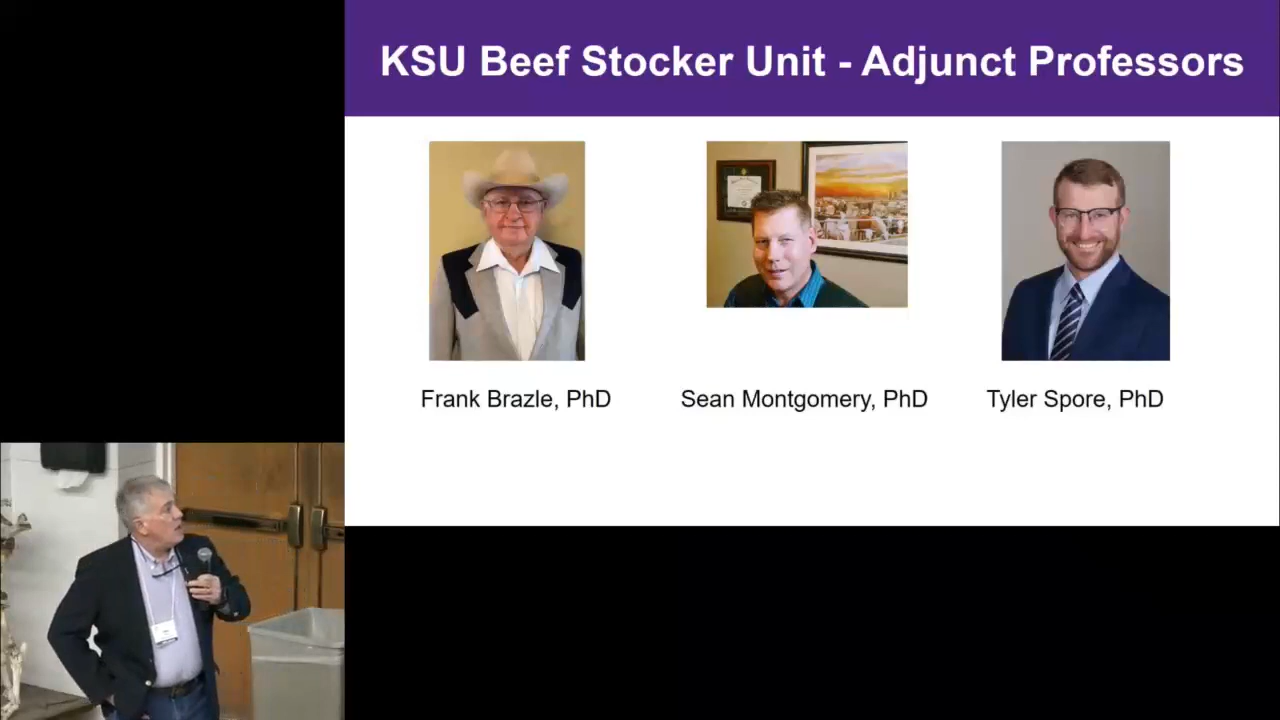 KSU Beef Stocker Unit - Adjunct Professors
Frank Brazle, PhD
Sean Montgomery, PhD
Tyler Spore, PhD